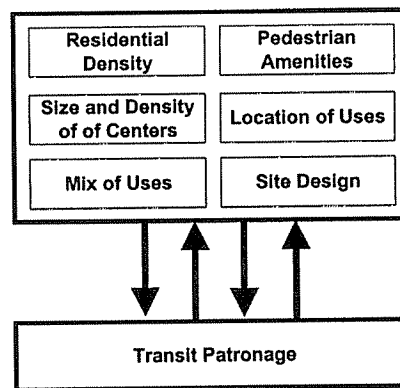 Residential
Density
Pedestrian
Amenities
Size and Density
of of Centers
Location of Uses
Mix of Uses
Site Design
Transit Patronage